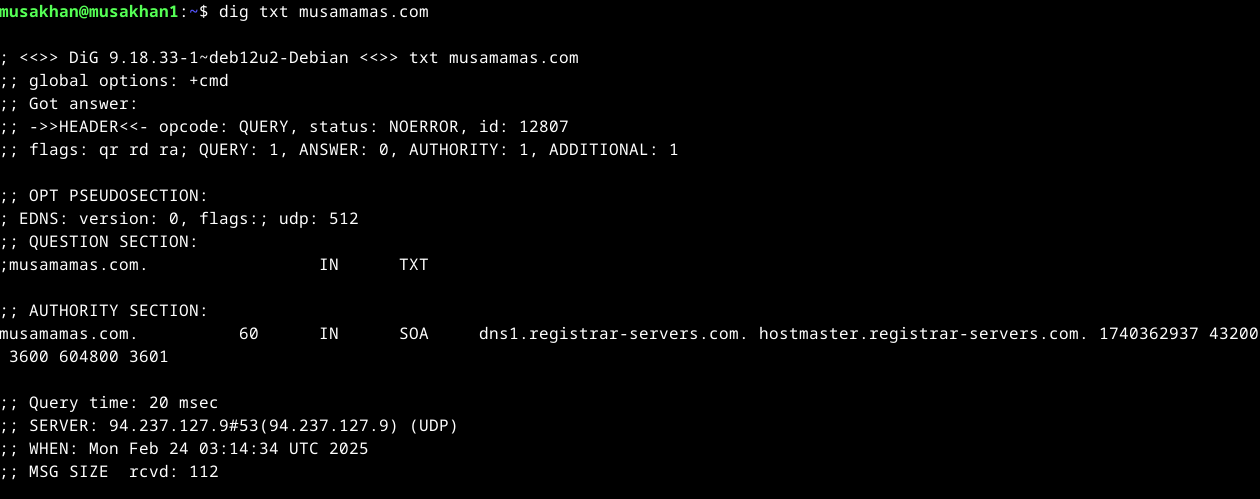 musakhan@musakhan1:~$ dig txt musamamas.com
; <<>> DiG 9.18.33-1~deb12u2-Debian <<>> txt musamamas.com
;; global options: +cmd
;; Got answer:
;; ->>HEADER<<- opcode: QUERY, status: NOERROR, id: 12807
;; flags: qr rd ra; QUERY: 1, ANSWER: 0, AUTHORITY: 1, ADDITIONAL: 1
;; OPT PSEUDOSECTION:
; EDNS: version: 0, flags:; udp: 512
;; QUESTION SECTION:
;musamamas.com. IN TXT
;; AUTHORITY SECTION:
musamamas.com. 60 IN SOA dns1.registrar-servers.com. hostmaster.registrar-servers.com. 1740362937 43200
3600 604800 3601
;; Query time: 20 msec
;; SERVER: 94.237.127.9#53(94.237.127.9) (UDP)
;; WHEN: Mon Feb 24 03:14:34 UTC 2025
;; MSG SIZE  rcvd: 112